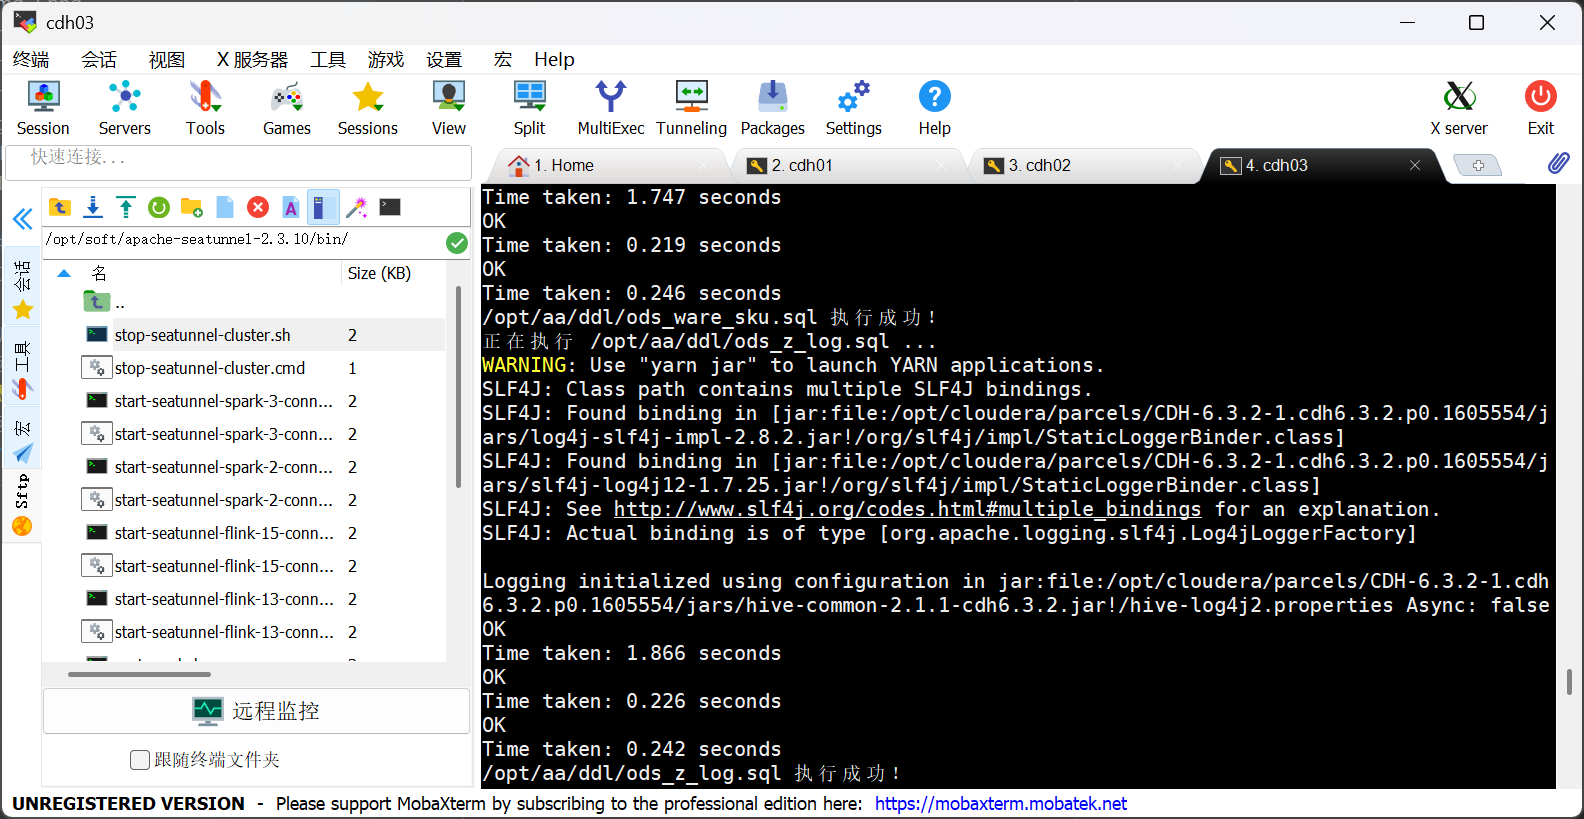 cdh03
终端 会话 视图 X 服务器 工具 游戏 设置 宏 Help
Session Servers Tools Games Sessions View Split MultiExec Tunneling Packages Settings Help X server Exit
快速连接...
1. Home 2. cdh01 3. cdh02 4. cdh03
会话
工具
宏
Sftp
/opt/soft/apache-seatunnel-2.3.10/bin/
名 Size (KB)
..
stop-seatunnel-cluster.sh 2
stop-seatunnel-cluster.cmd 1
start-seatunnel-spark-3-conn... 2
start-seatunnel-spark-3-conn... 2
start-seatunnel-spark-2-conn... 2
start-seatunnel-spark-2-conn... 2
start-seatunnel-flink-15-conn... 2
start-seatunnel-flink-15-conn... 2
start-seatunnel-flink-13-conn... 2
start-seatunnel-flink-13-conn... 2
远程监控
跟随终端文件夹
Time taken: 1.747 seconds
OK
Time taken: 0.219 seconds
OK
Time taken: 0.246 seconds
/opt/aa/ddl/ods_ware_sku.sql 执行成功！
正在执行 /opt/aa/ddl/ods_z_log.sql ...
WARNING: Use "yarn jar" to launch YARN applications.
SLF4J: Class path contains multiple SLF4J bindings.
SLF4J: Found binding in [jar:file:/opt/cloudera/parcels/CDH-6.3.2-1.cdh6.3.2.p0.1605554/j
ars/log4j-slf4j-impl-2.8.2.jar!/org/slf4j/impl/StaticLoggerBinder.class]
SLF4J: Found binding in [jar:file:/opt/cloudera/parcels/CDH-6.3.2-1.cdh6.3.2.p0.1605554/j
ars/slf4j-log4j12-1.7.25.jar!/org/slf4j/impl/StaticLoggerBinder.class]
SLF4J: See http://www.slf4j.org/codes.html#multiple_bindings for an explanation.
SLF4J: Actual binding is of type [org.apache.logging.slf4j.Log4jLoggerFactory]
Logging initialized using configuration in jar:file:/opt/cloudera/parcels/CDH-6.3.2-1.cdh
6.3.2.p0.1605554/jars/hive-common-2.1.1-cdh6.3.2.jar!/hive-log4j2.properties Async: false
OK
Time taken: 1.866 seconds
OK
Time taken: 0.226 seconds
OK
Time taken: 0.242 seconds
/opt/aa/ddl/ods_z_log.sql 执行成功！
UNREGISTERED VERSION - Please support MobaXterm by subscribing to the professional edition here: https://mobaxterm.mobatek.net